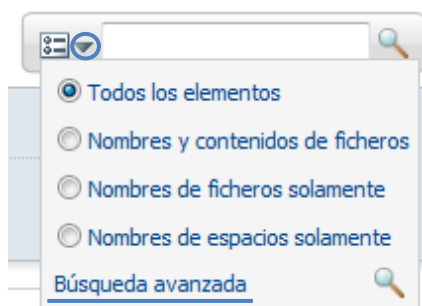 Todos los elementos
Nombres y contenidos de ficheros
Nombres de ficheros solamente
Nombres de espacios solamente
Búsqueda avanzada